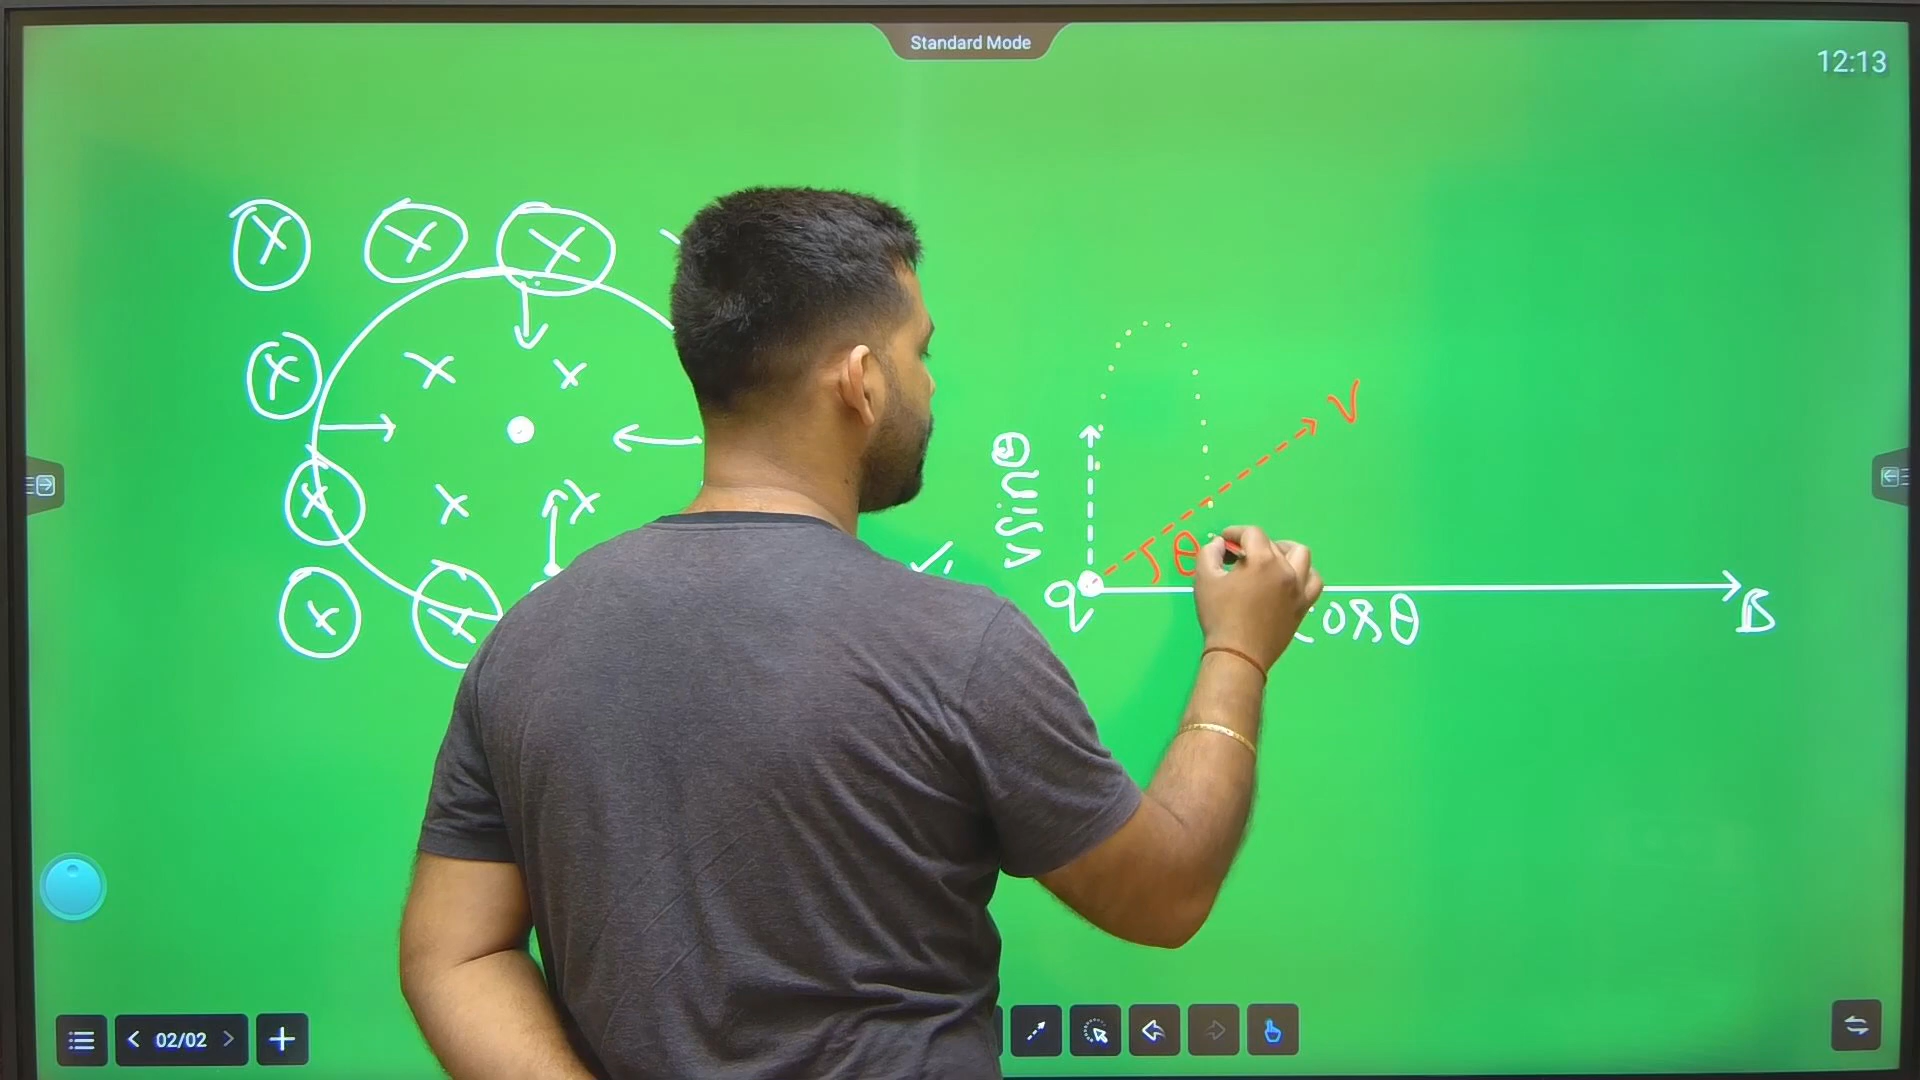 Standard Mode
12:13
X X X
X X X
X X X
X X
V
vsinθ
θ
q
cosθ
B
02/02